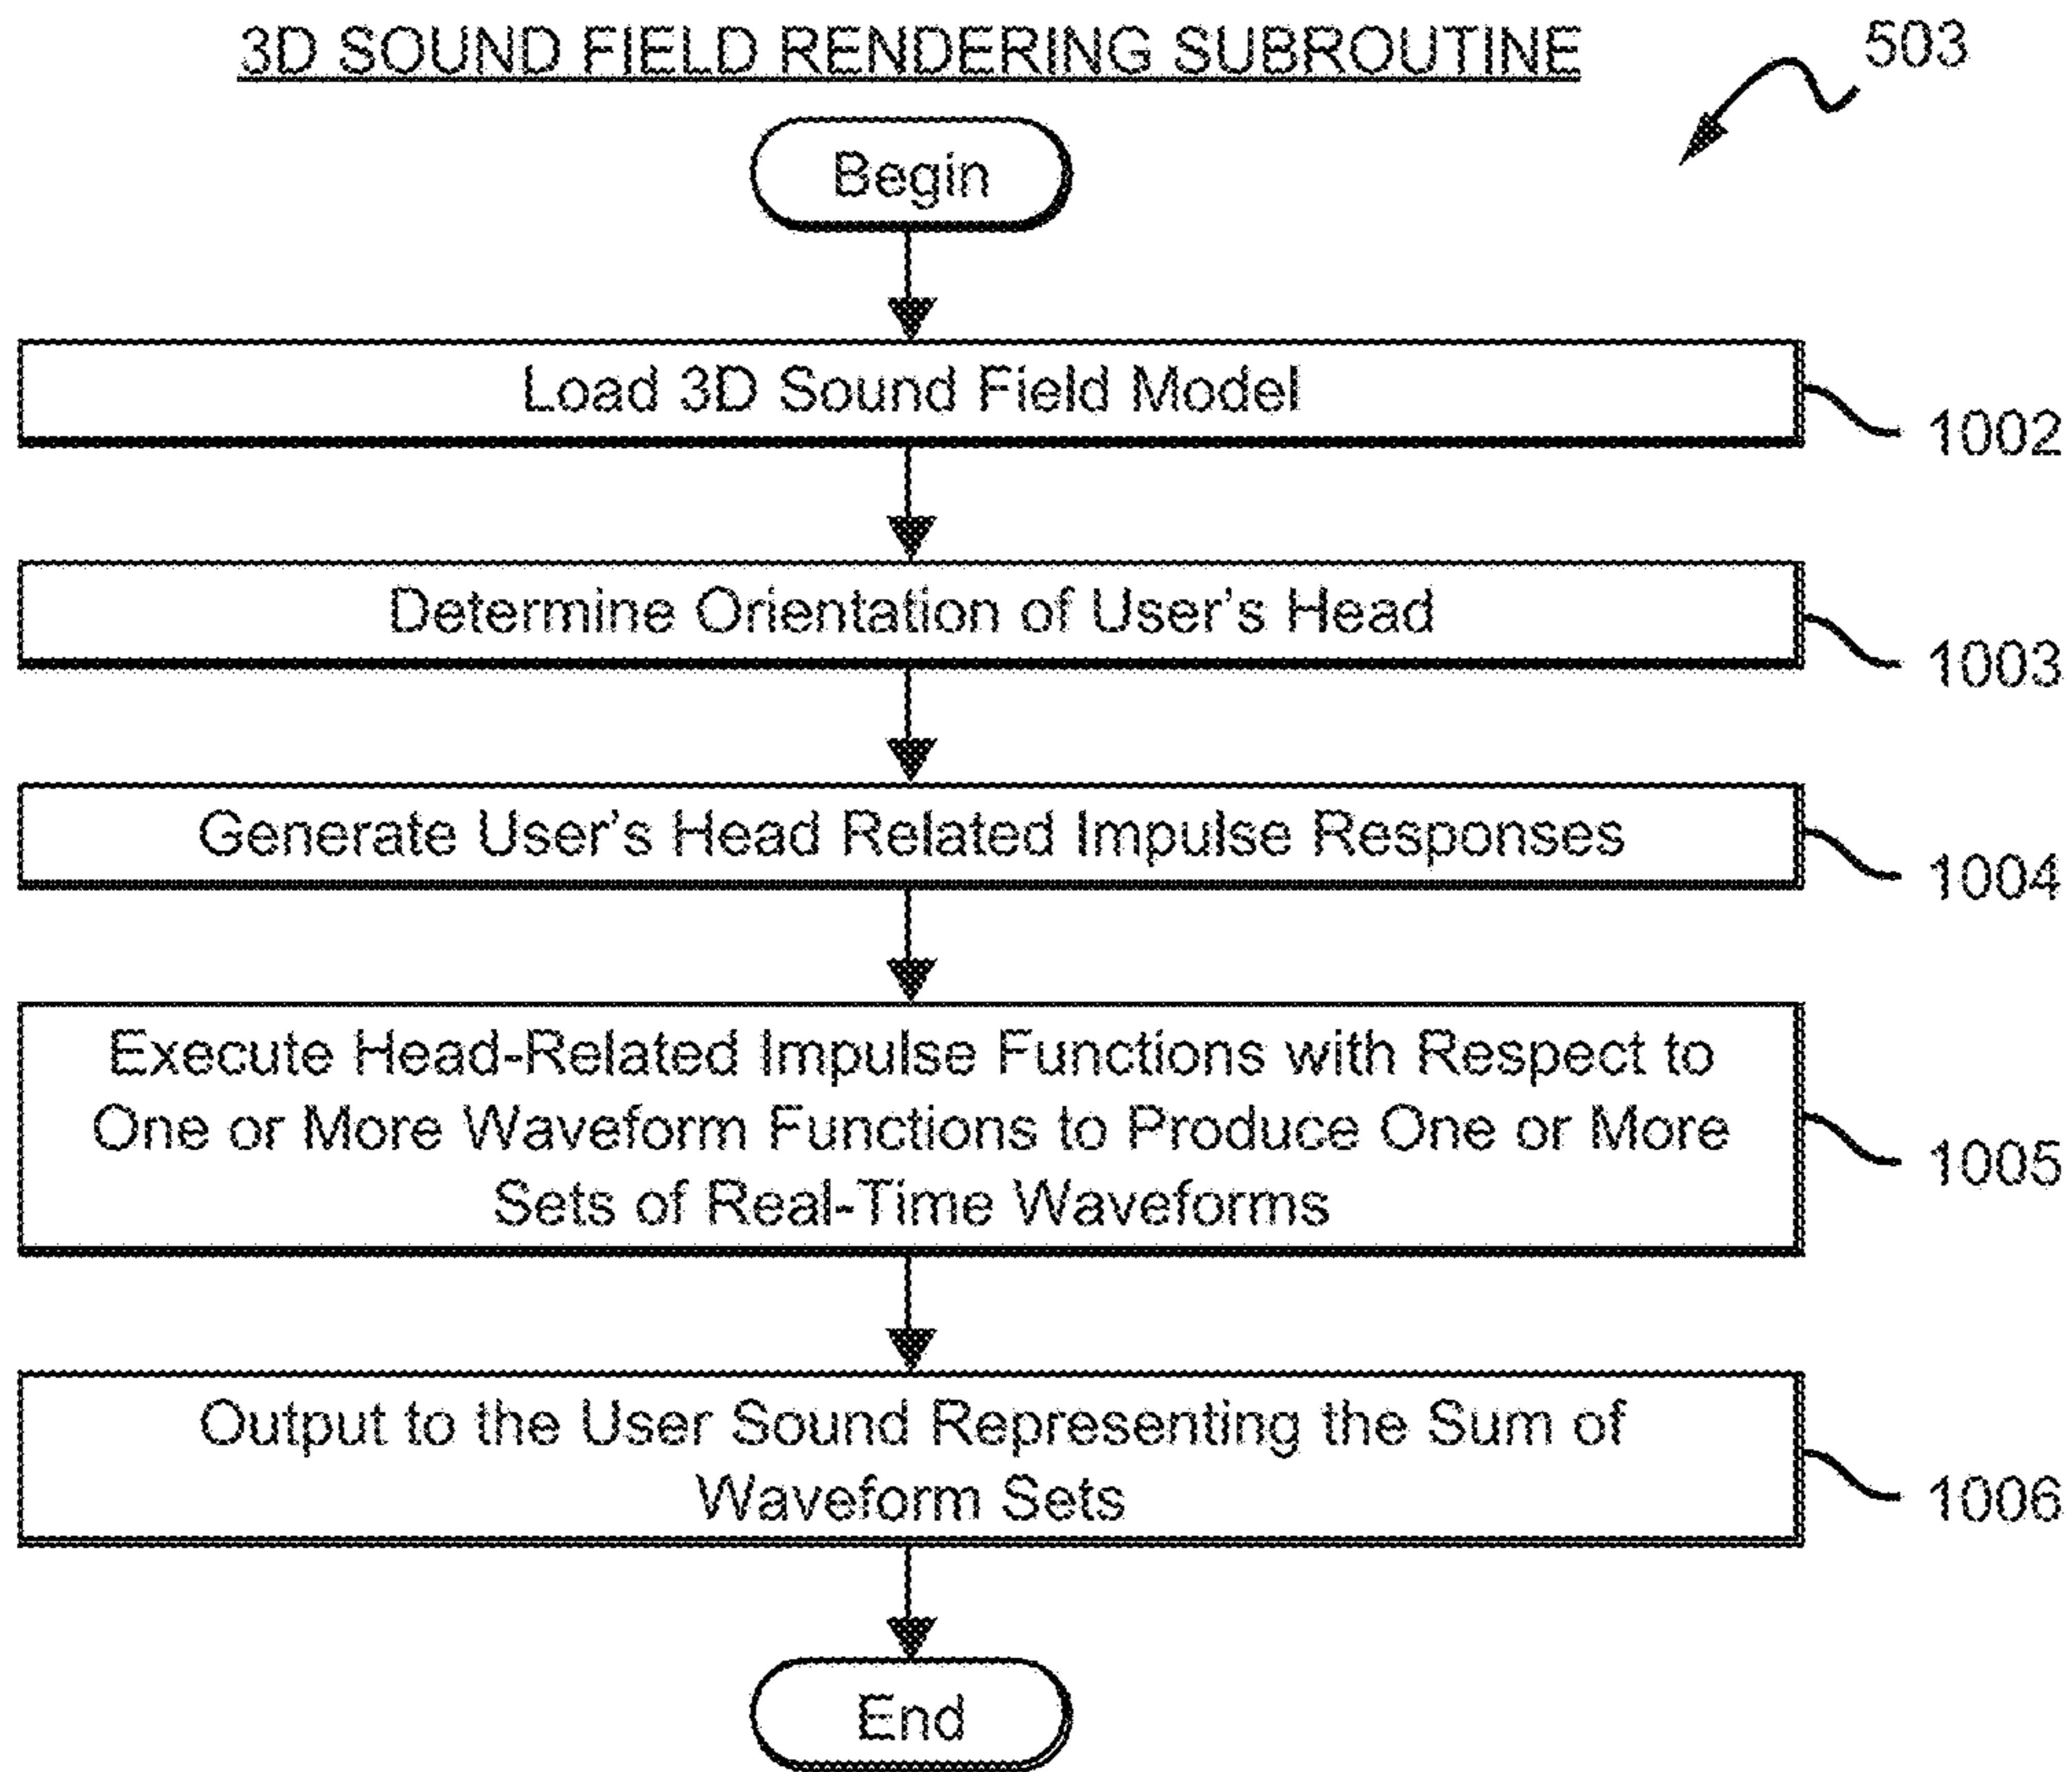 3D SOUND FIELD RENDERING SUBROUTINE
503
Begin
Load 3D Sound Field Model
1002
Determine Orientation of User's Head
1003
Generate User's Head Related Impulse Responses
1004
Execute Head-Related Impulse Functions with Respect to
One or More Waveform Functions to Produce One or More
Sets of Real-Time Waveforms
1005
Output to the User Sound Representing the Sum of
Waveform Sets
1006
End